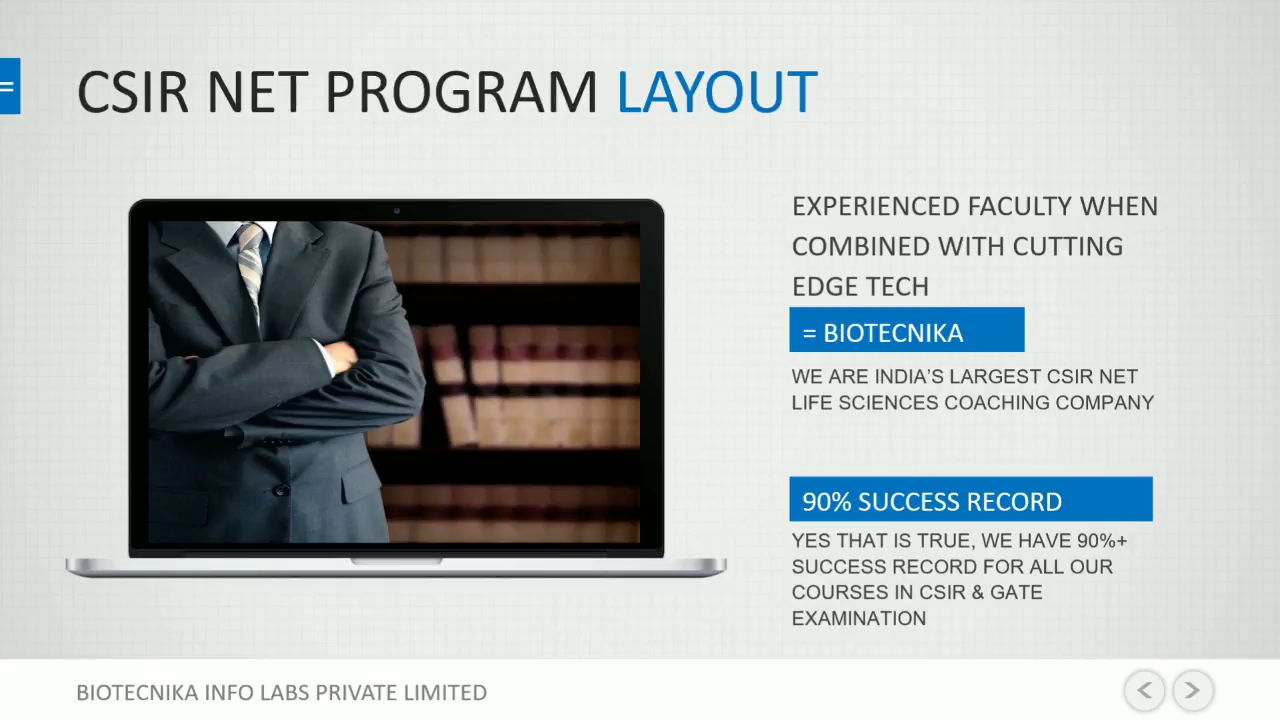 =
CSIR NET PROGRAM LAYOUT
EXPERIENCED FACULTY WHEN
COMBINED WITH CUTTING
EDGE TECH
= BIOTECNIKA
WE ARE INDIA’S LARGEST CSIR NET
LIFE SCIENCES COACHING COMPANY
90% SUCCESS RECORD
YES THAT IS TRUE, WE HAVE 90%+
SUCCESS RECORD FOR ALL OUR
COURSES IN CSIR & GATE
EXAMINATION
BIOTECNIKA INFO LABS PRIVATE LIMITED